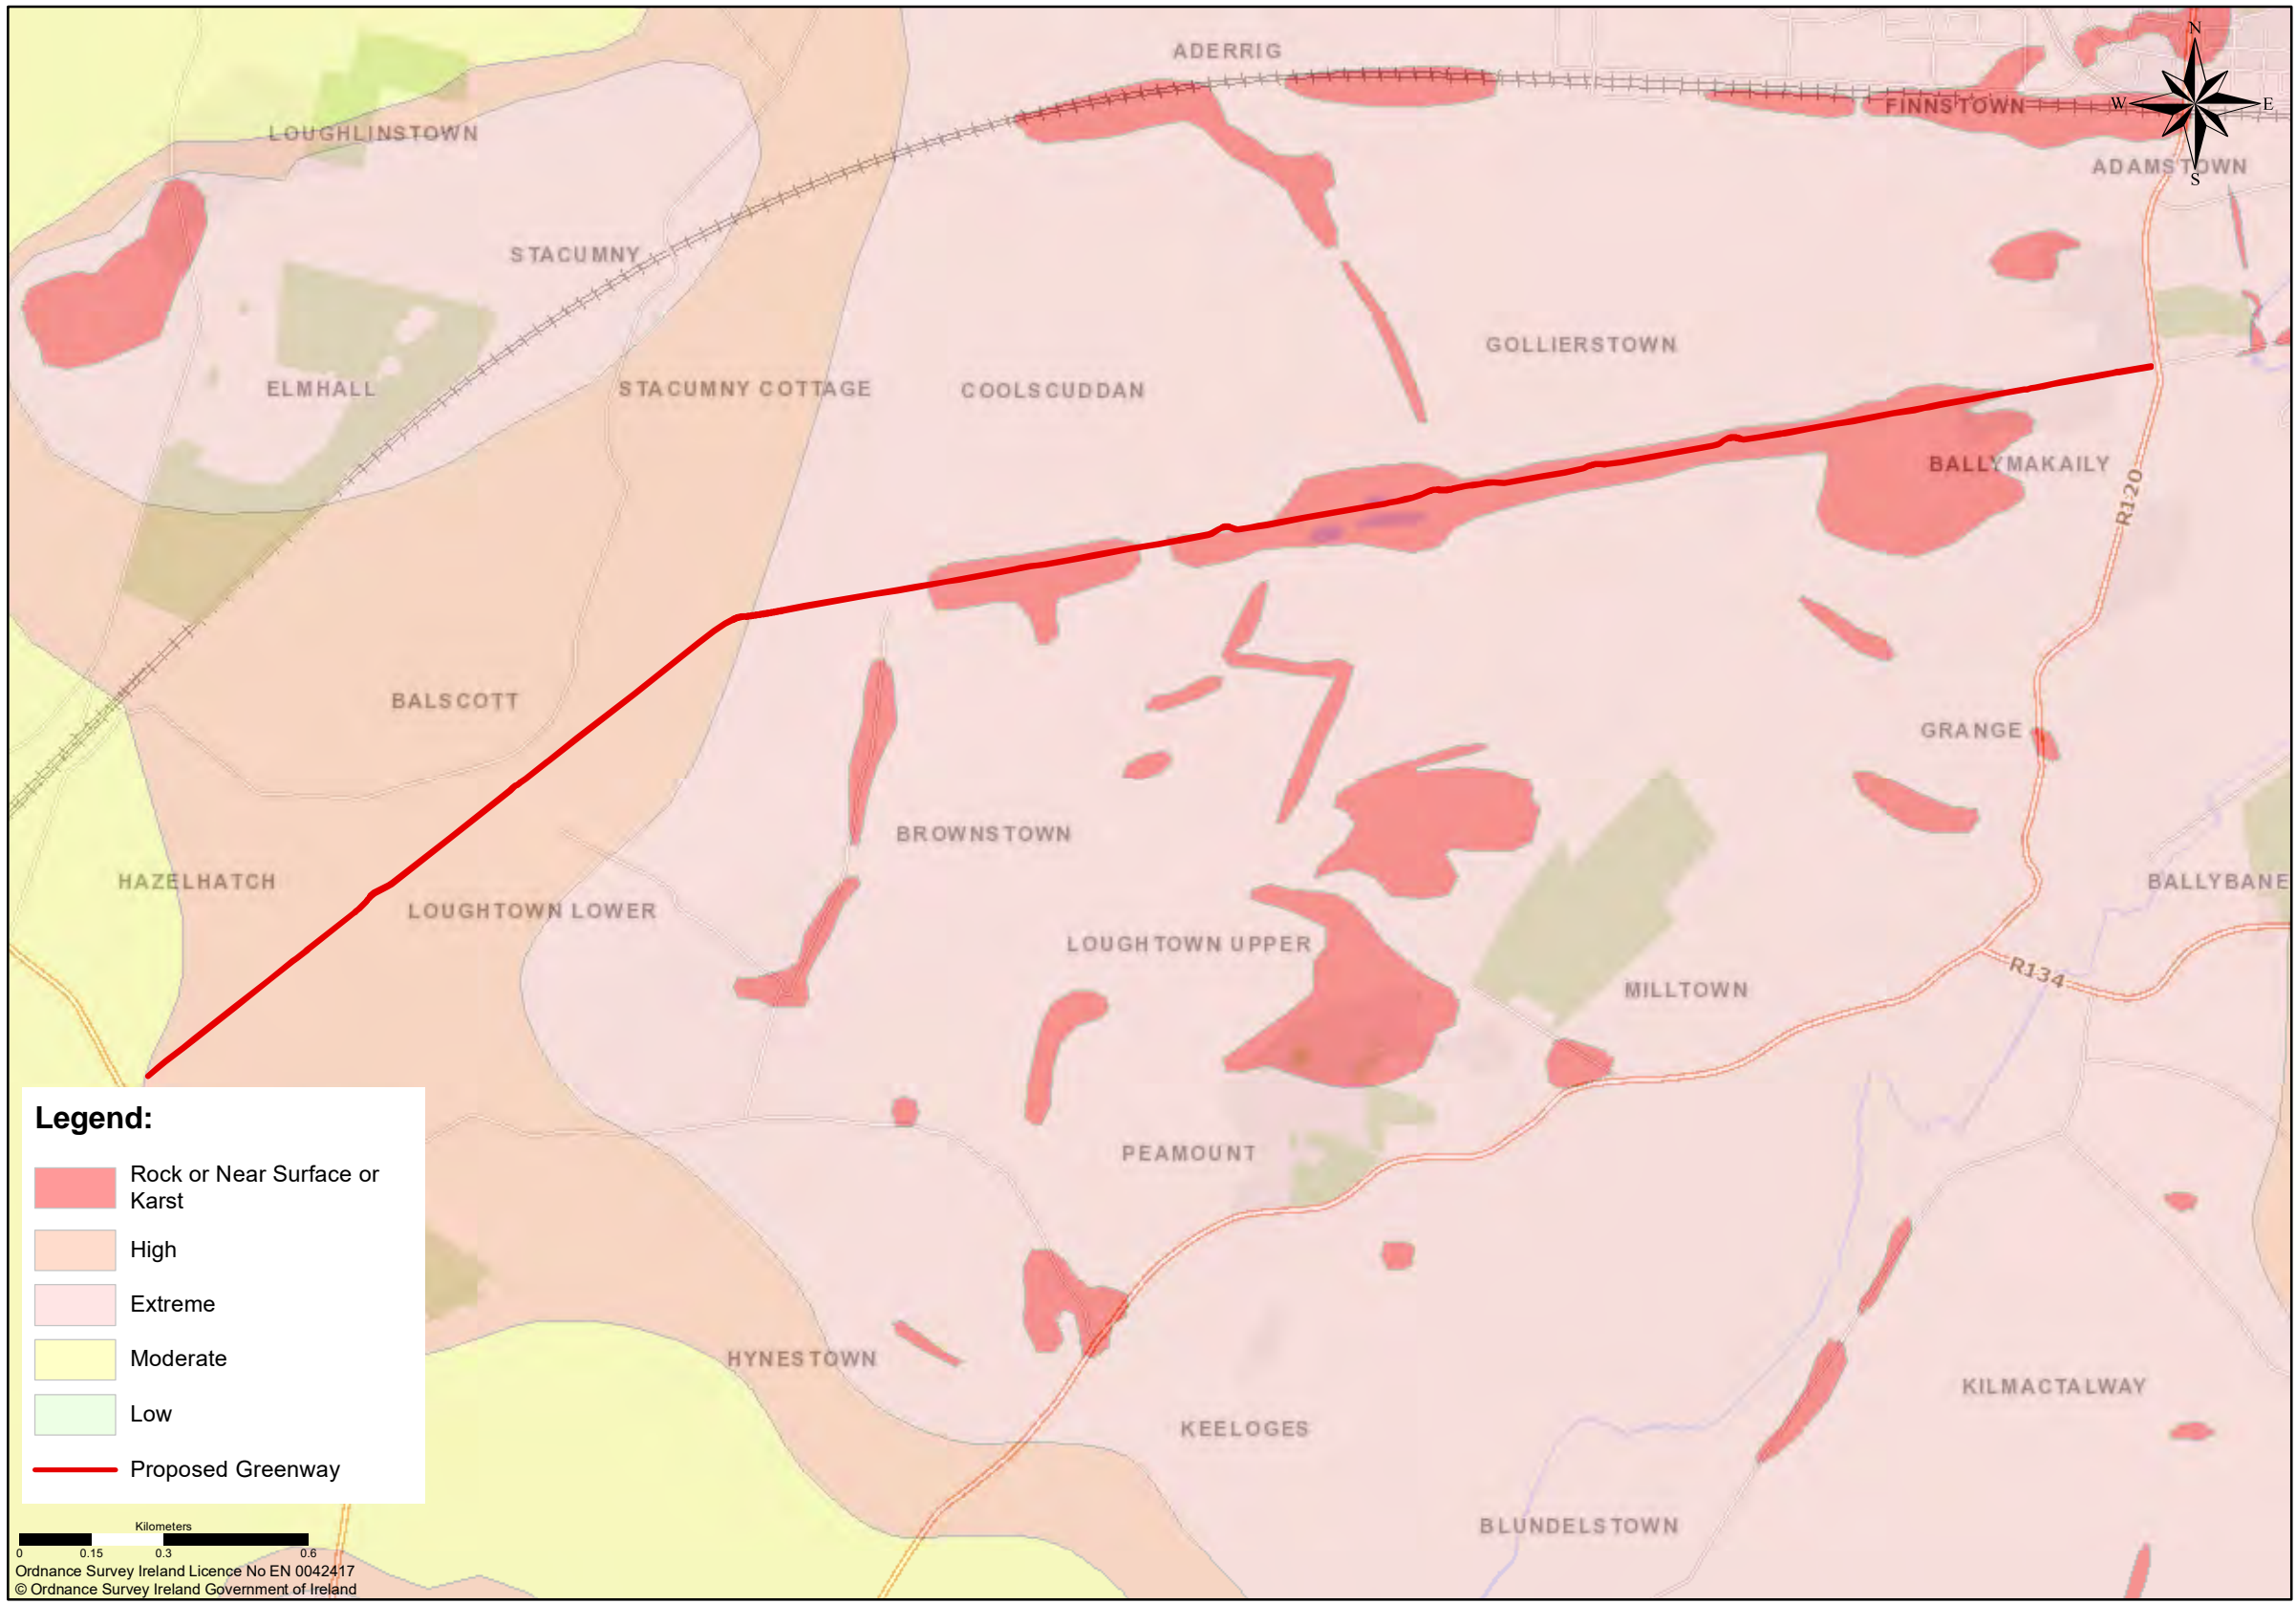 ADERRIG
N
FINNSTOWN
W
E
LOUGHLINSTOWN
ADAMSTOWN
S
STACUMNY
GOLLIERSTOWN
ELMHALL
STACUMNY COTTAGE
COOLSCUDDAN
BALLYMAKAILY
R120
BALSCOTT
GRANGE
BROWNSTOWN
HAZELHATCH
BALLYBANE
LOUGHTOWN LOWER
LOUGHTOWN UPPER
R134
MILLTOWN
PEAMOUNT
HYNESTOWN
KILMACTALWAY
KEELOGES
BLUNDELSTOWN
Legend:
Rock or Near Surface or
Karst
High
Extreme
Moderate
Low
Proposed Greenway
Kilometers
0 0.15 0.3 0.6
Ordnance Survey Ireland Licence No EN 0042417
© Ordnance Survey Ireland Government of Ireland